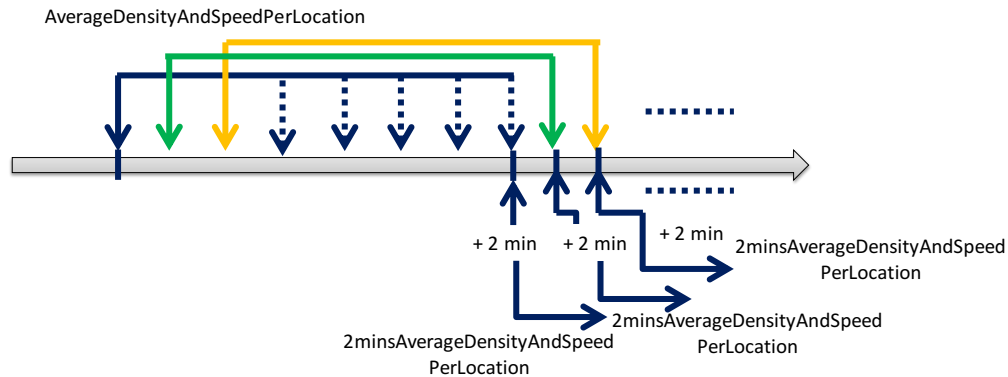 AverageDensityAndSpeedPerLocation
+ 2 min
+ 2 min
+ 2 min
2minsAverageDensityAndSpeed
PerLocation
2minsAverageDensityAndSpeed
PerLocation
2minsAverageDensityAndSpeed
PerLocation